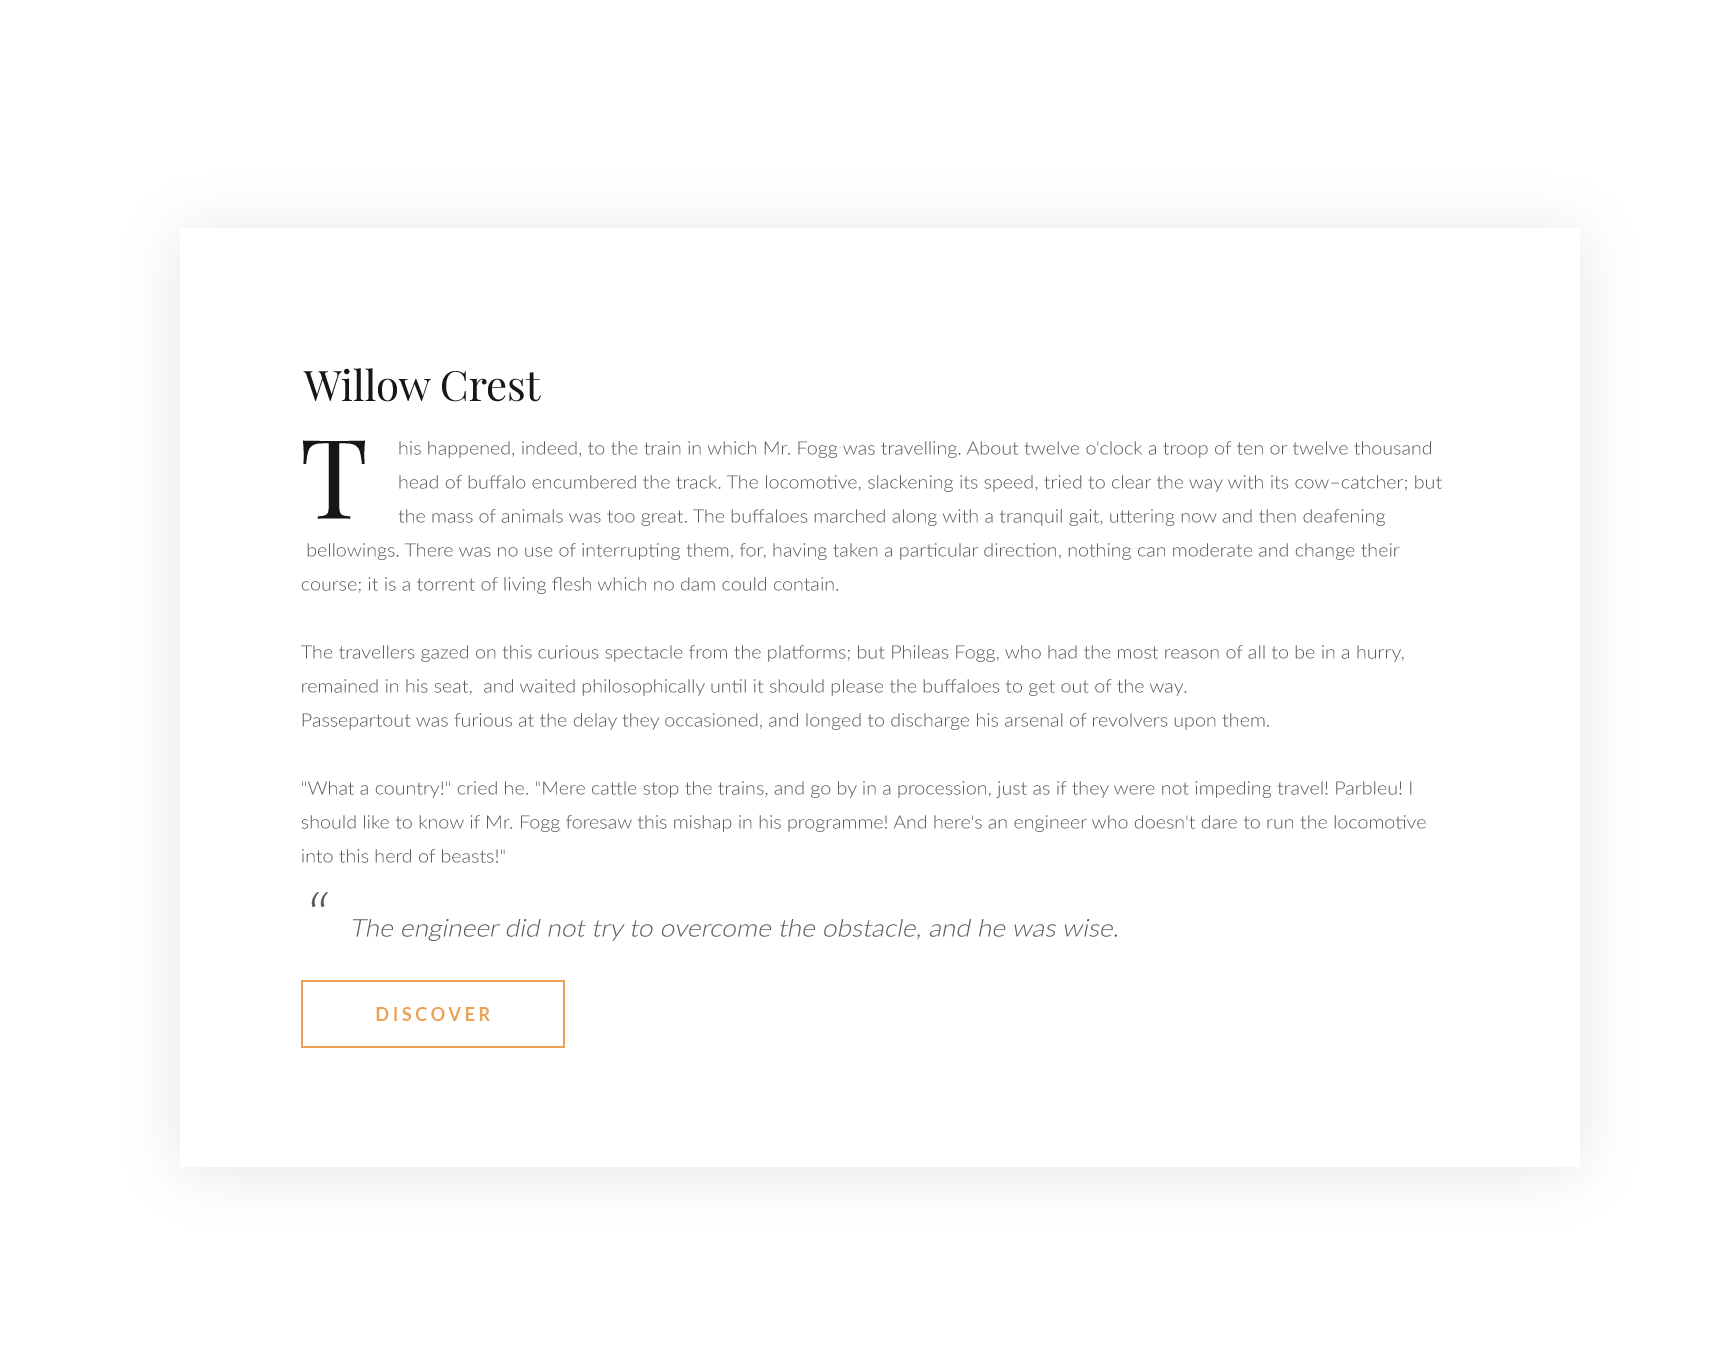 Willow Crest
This happened, indeed, to the train in which Mr. Fogg was travelling. About twelve o'clock a troop of ten or twelve thousand
head of buffalo encumbered the track. The locomotive, slackening its speed, tried to clear the way with its cow–catcher; but
the mass of animals was too great. The buffaloes marched along with a tranquil gait, uttering now and then deafening
bellowings. There was no use of interrupting them, for, having taken a particular direction, nothing can moderate and change their
course; it is a torrent of living flesh which no dam could contain.
The travellers gazed on this curious spectacle from the platforms; but Phileas Fogg, who had the most reason of all to be in a hurry,
remained in his seat,  and waited philosophically until it should please the buffaloes to get out of the way.
Passepartout was furious at the delay they occasioned, and longed to discharge his arsenal of revolvers upon them.
"What a country!" cried he. "Mere cattle stop the trains, and go by in a procession, just as if they were not impeding travel! Parbleu! I
should like to know if Mr. Fogg foresaw this mishap in his programme! And here's an engineer who doesn't dare to run the locomotive
into this herd of beasts!"
“ The engineer did not try to overcome the obstacle, and he was wise.
DISCOVER